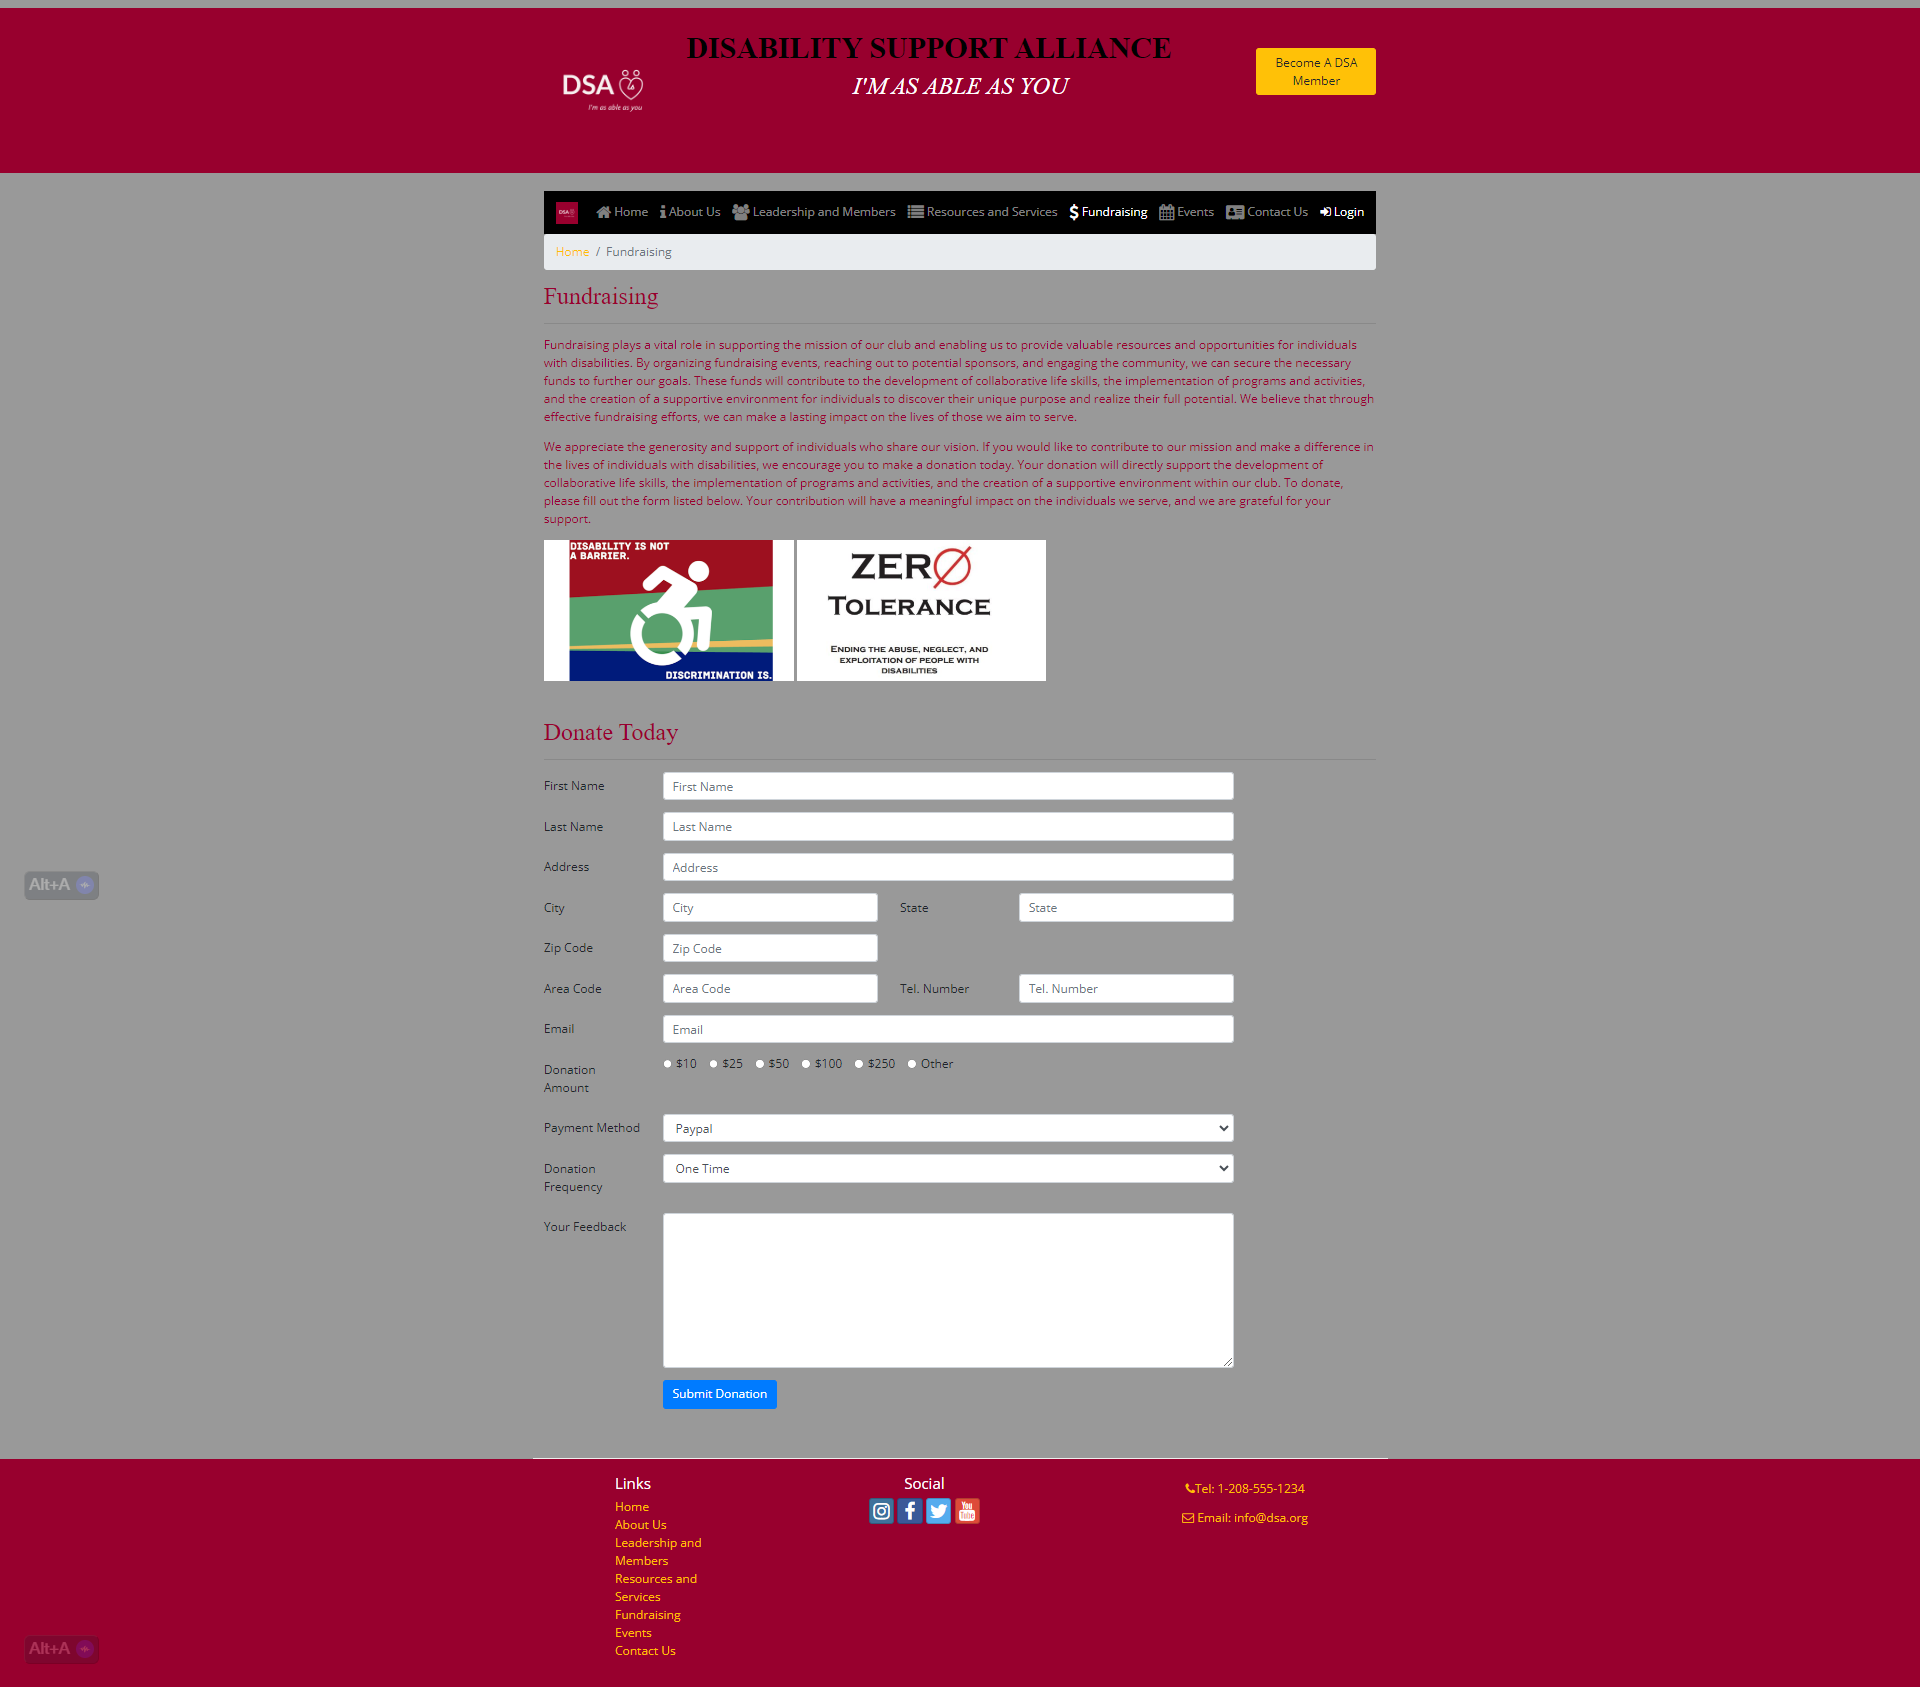 DISABILITY SUPPORT ALLIANCE
I'M AS ABLE AS YOU
DSA
I'm as able as you
Become A DSA
Member
DSA
Home
About Us
Leadership and Members
Resources and Services
Fundraising
Events
Contact Us
Login
Home / Fundraising
Fundraising
Fundraising plays a vital role in supporting the mission of our club and enabling us to provide valuable resources and opportunities for individuals
with disabilities. By organizing fundraising events, reaching out to potential sponsors, and engaging the community, we can secure the necessary
funds to further our goals. These funds will contribute to the development of collaborative life skills, the implementation of programs and activities,
and the creation of a supportive environment for individuals to discover their unique purpose and realize their full potential. We believe that through
effective fundraising efforts, we can make a lasting impact on the lives of those we aim to serve.
We appreciate the generosity and support of individuals who share our vision. If you would like to contribute to our mission and make a difference in
the lives of individuals with disabilities, we encourage you to make a donation today. Your donation will directly support the development of
collaborative life skills, the implementation of programs and activities, and the creation of a supportive environment within our club. To donate,
please fill out the form listed below. Your contribution will have a meaningful impact on the individuals we serve, and we are grateful for your
support.
DISABILITY IS NOT
A BARRIER.
DISCRIMINATION IS.
ZERO
TOLERANCE
ENDING THE ABUSE, NEGLECT, AND
EXPLOITATION OF PEOPLE WITH
DISABILITIES
Donate Today
First Name
First Name
Last Name
Last Name
Address
Address
City
City
State
State
Zip Code
Zip Code
Area Code
Area Code
Tel. Number
Tel. Number
Email
Email
Donation
Amount
$10
$25
$50
$100
$250
Other
Payment Method
Paypal
Donation
Frequency
One Time
Your Feedback
Submit Donation
Alt+A
Links
Home
About Us
Leadership and
Members
Resources and
Services
Fundraising
Events
Contact Us
Social
You
Tube
Tel: 1-208-555-1234
Email: info@dsa.org
Alt+A